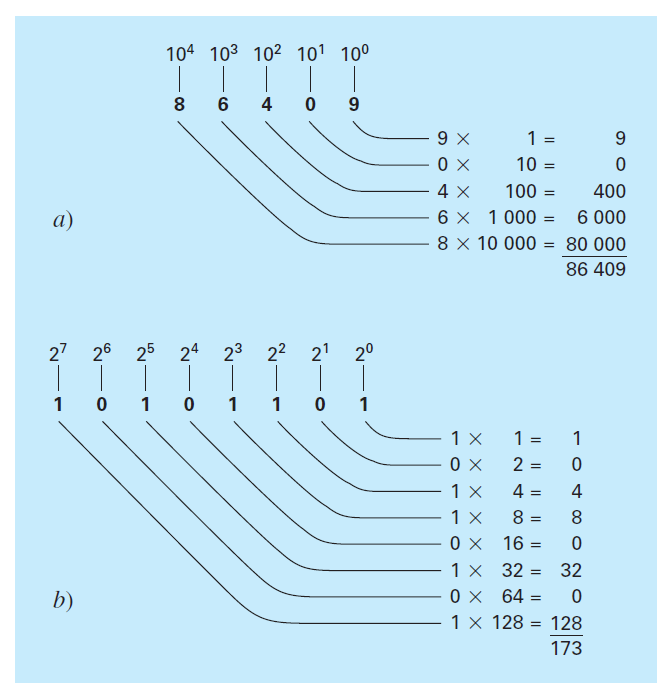 10⁴ 10³ 10² 10¹ 10⁰
8 6 4 0 9
9 × 1 = 9
0 × 10 = 0
4 × 100 = 400
a) 6 × 1 000 = 6 000
8 × 10 000 = 80 000
86 409
2⁷ 2⁶ 2⁵ 2⁴ 2³ 2² 2¹ 2⁰
1 0 1 0 1 1 0 1
1 × 1 = 1
0 × 2 = 0
1 × 4 = 4
1 × 8 = 8
0 × 16 = 0
1 × 32 = 32
b) 0 × 64 = 0
1 × 128 = 128
173